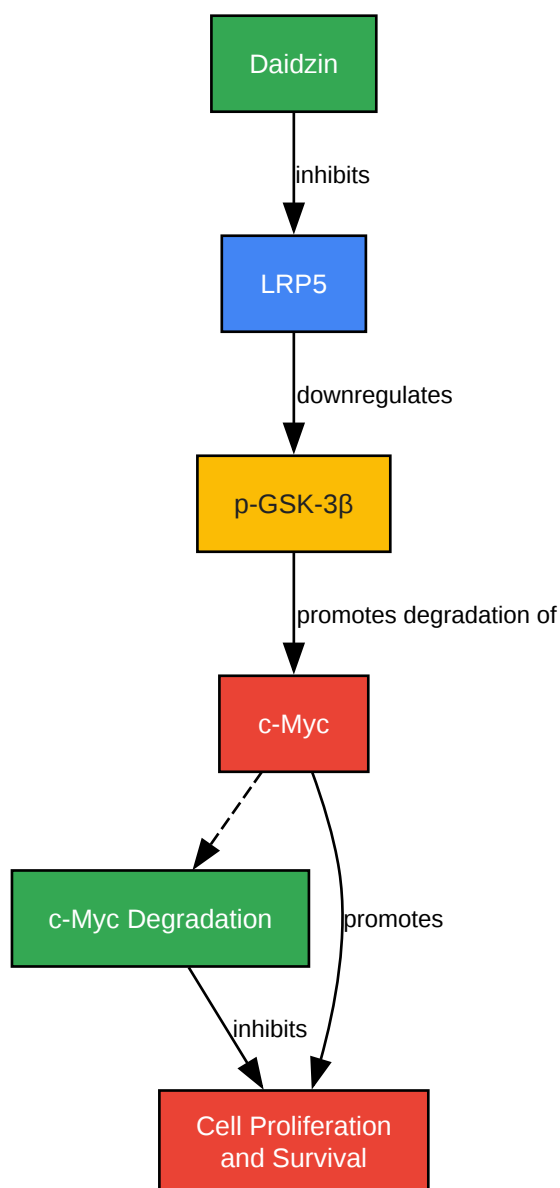 Daidzin
inhibits
LRP5
downregulates
p-GSK-3β
promotes degradation of
c-Myc
c-Myc Degradation
promotes
inhibits
Cell Proliferation
and Survival